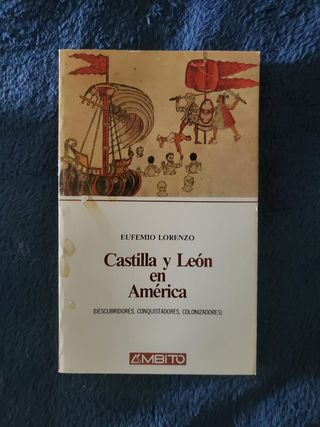 EUFEMIO LORENZO
Castilla y León
en
América
(DESCUBRIDORES, CONQUISTADORES, COLONIZADORES)
ÁMBITO